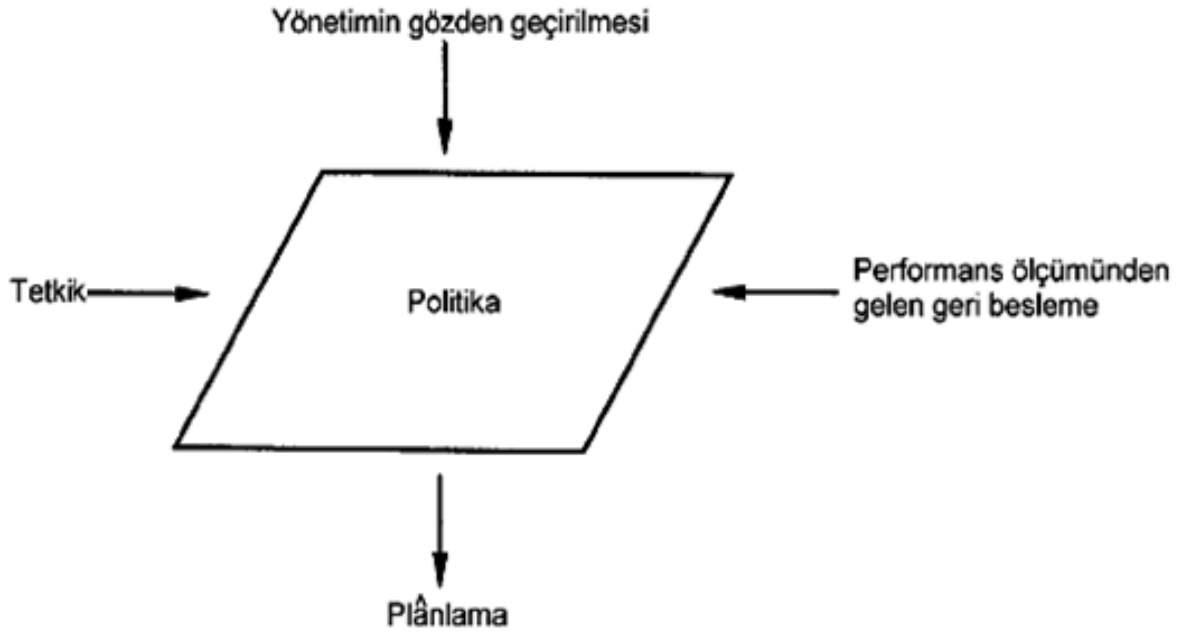 Yönetimin gözden geçirilmesi
Tetkik
Politika
Performans ölçümünden
gelen geri besleme
Plânlama